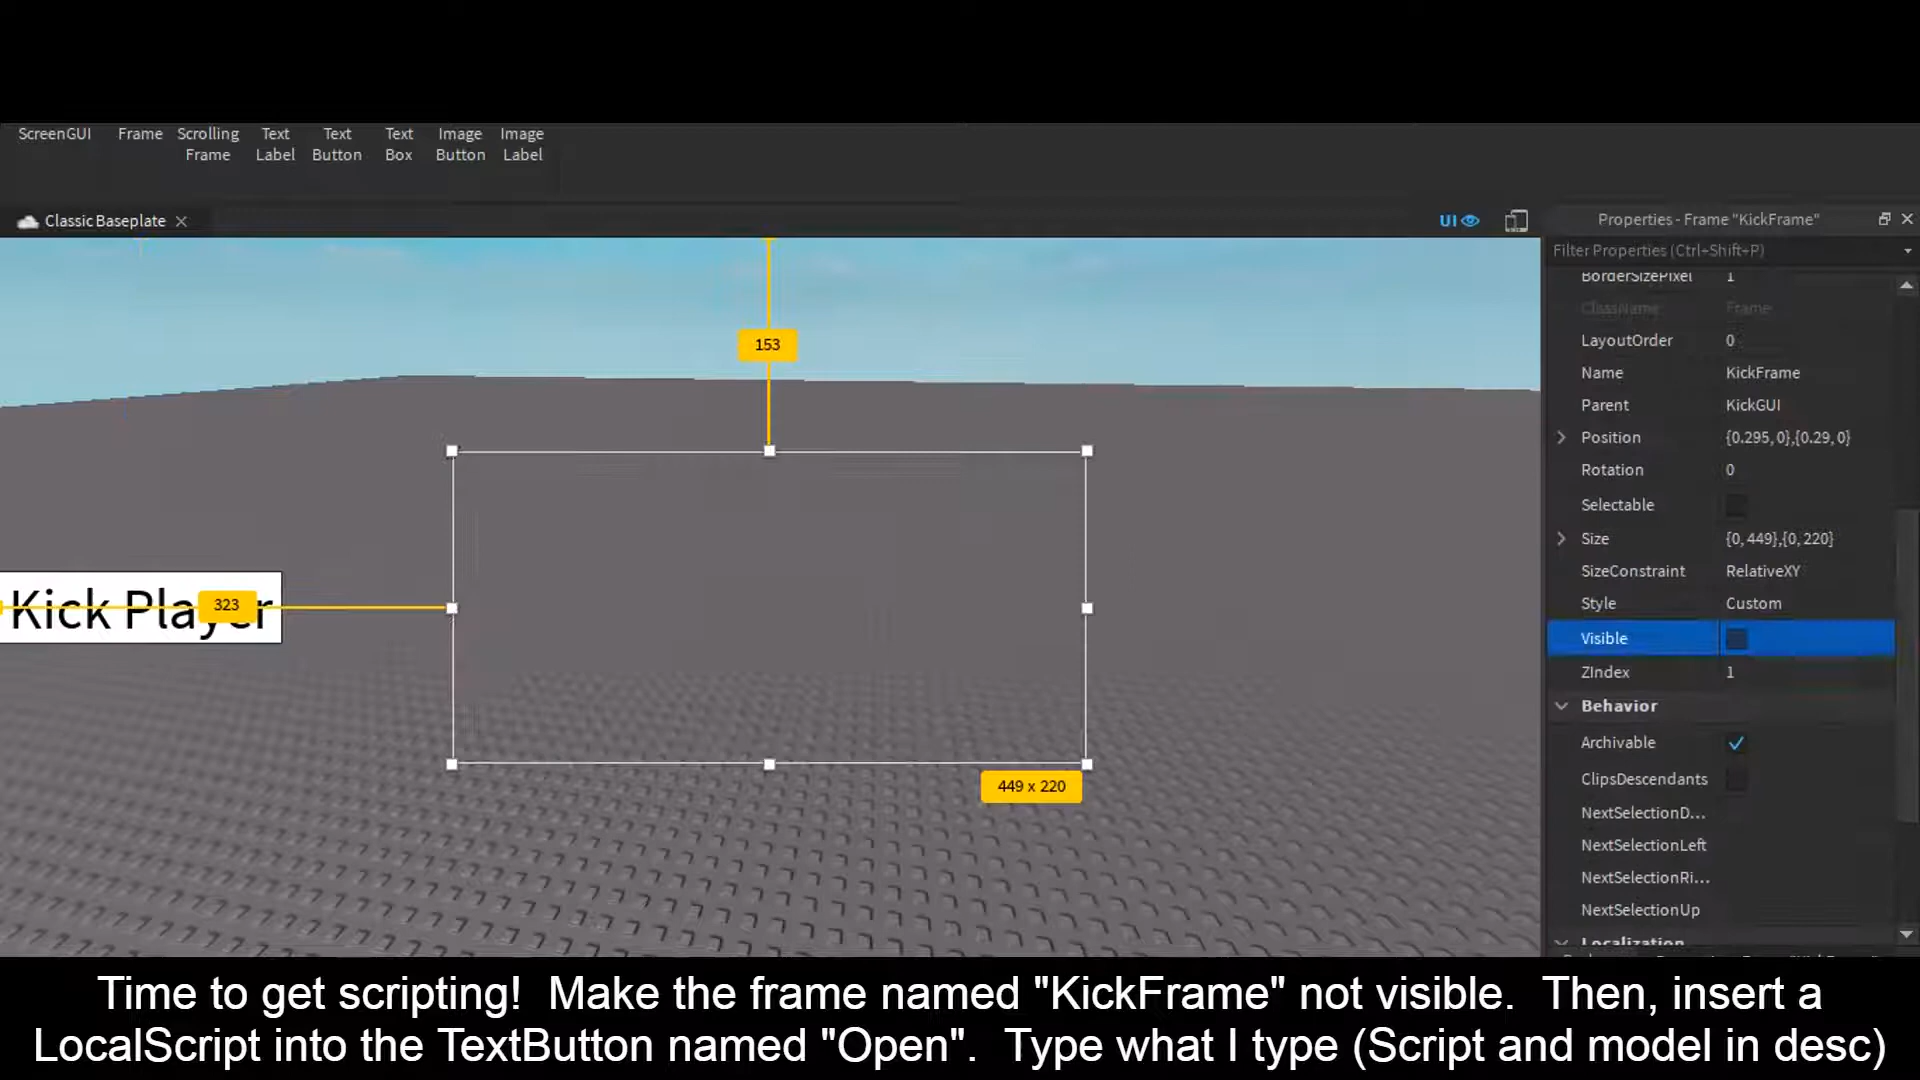 ScreenGUI Frame Scrolling Frame Text Label Text Button Text Box Image Button Image Label
Classic Baseplate
UI
Properties - Frame "KickFrame"
Filter Properties (Ctrl+Shift+P)
BorderSizePixel 1
ClassName Frame
LayoutOrder 0
Name KickFrame
Parent KickGUI
Position {0.295, 0},{0.29, 0}
Rotation 0
Selectable
Size {0, 449},{0, 220}
SizeConstraint RelativeXY
Style Custom
Visible
ZIndex 1
Behavior
Archivable
ClipsDescendants
NextSelectionD...
NextSelectionLeft
NextSelectionRi...
NextSelectionUp
Localization
153
Kick Player
323
449 x 220
Time to get scripting! Make the frame named "KickFrame" not visible. Then, insert a
LocalScript into the TextButton named "Open". Type what I type (Script and model in desc)